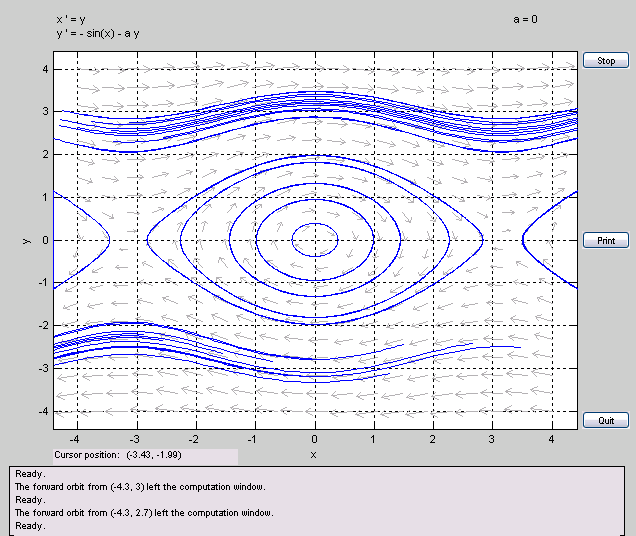 x ' = y
y ' = - sin(x) - a y
a = 0
Stop
4
3
2
1
0
-1
-2
-3
-4
y
Print
Quit
-4 -3 -2 -1 0 1 2 3 4
x
Cursor position: (-3.43, -1.99)
Ready.
The forward orbit from (-4.3, 3) left the computation window.
Ready.
The forward orbit from (-4.3, 2.7) left the computation window.
Ready.